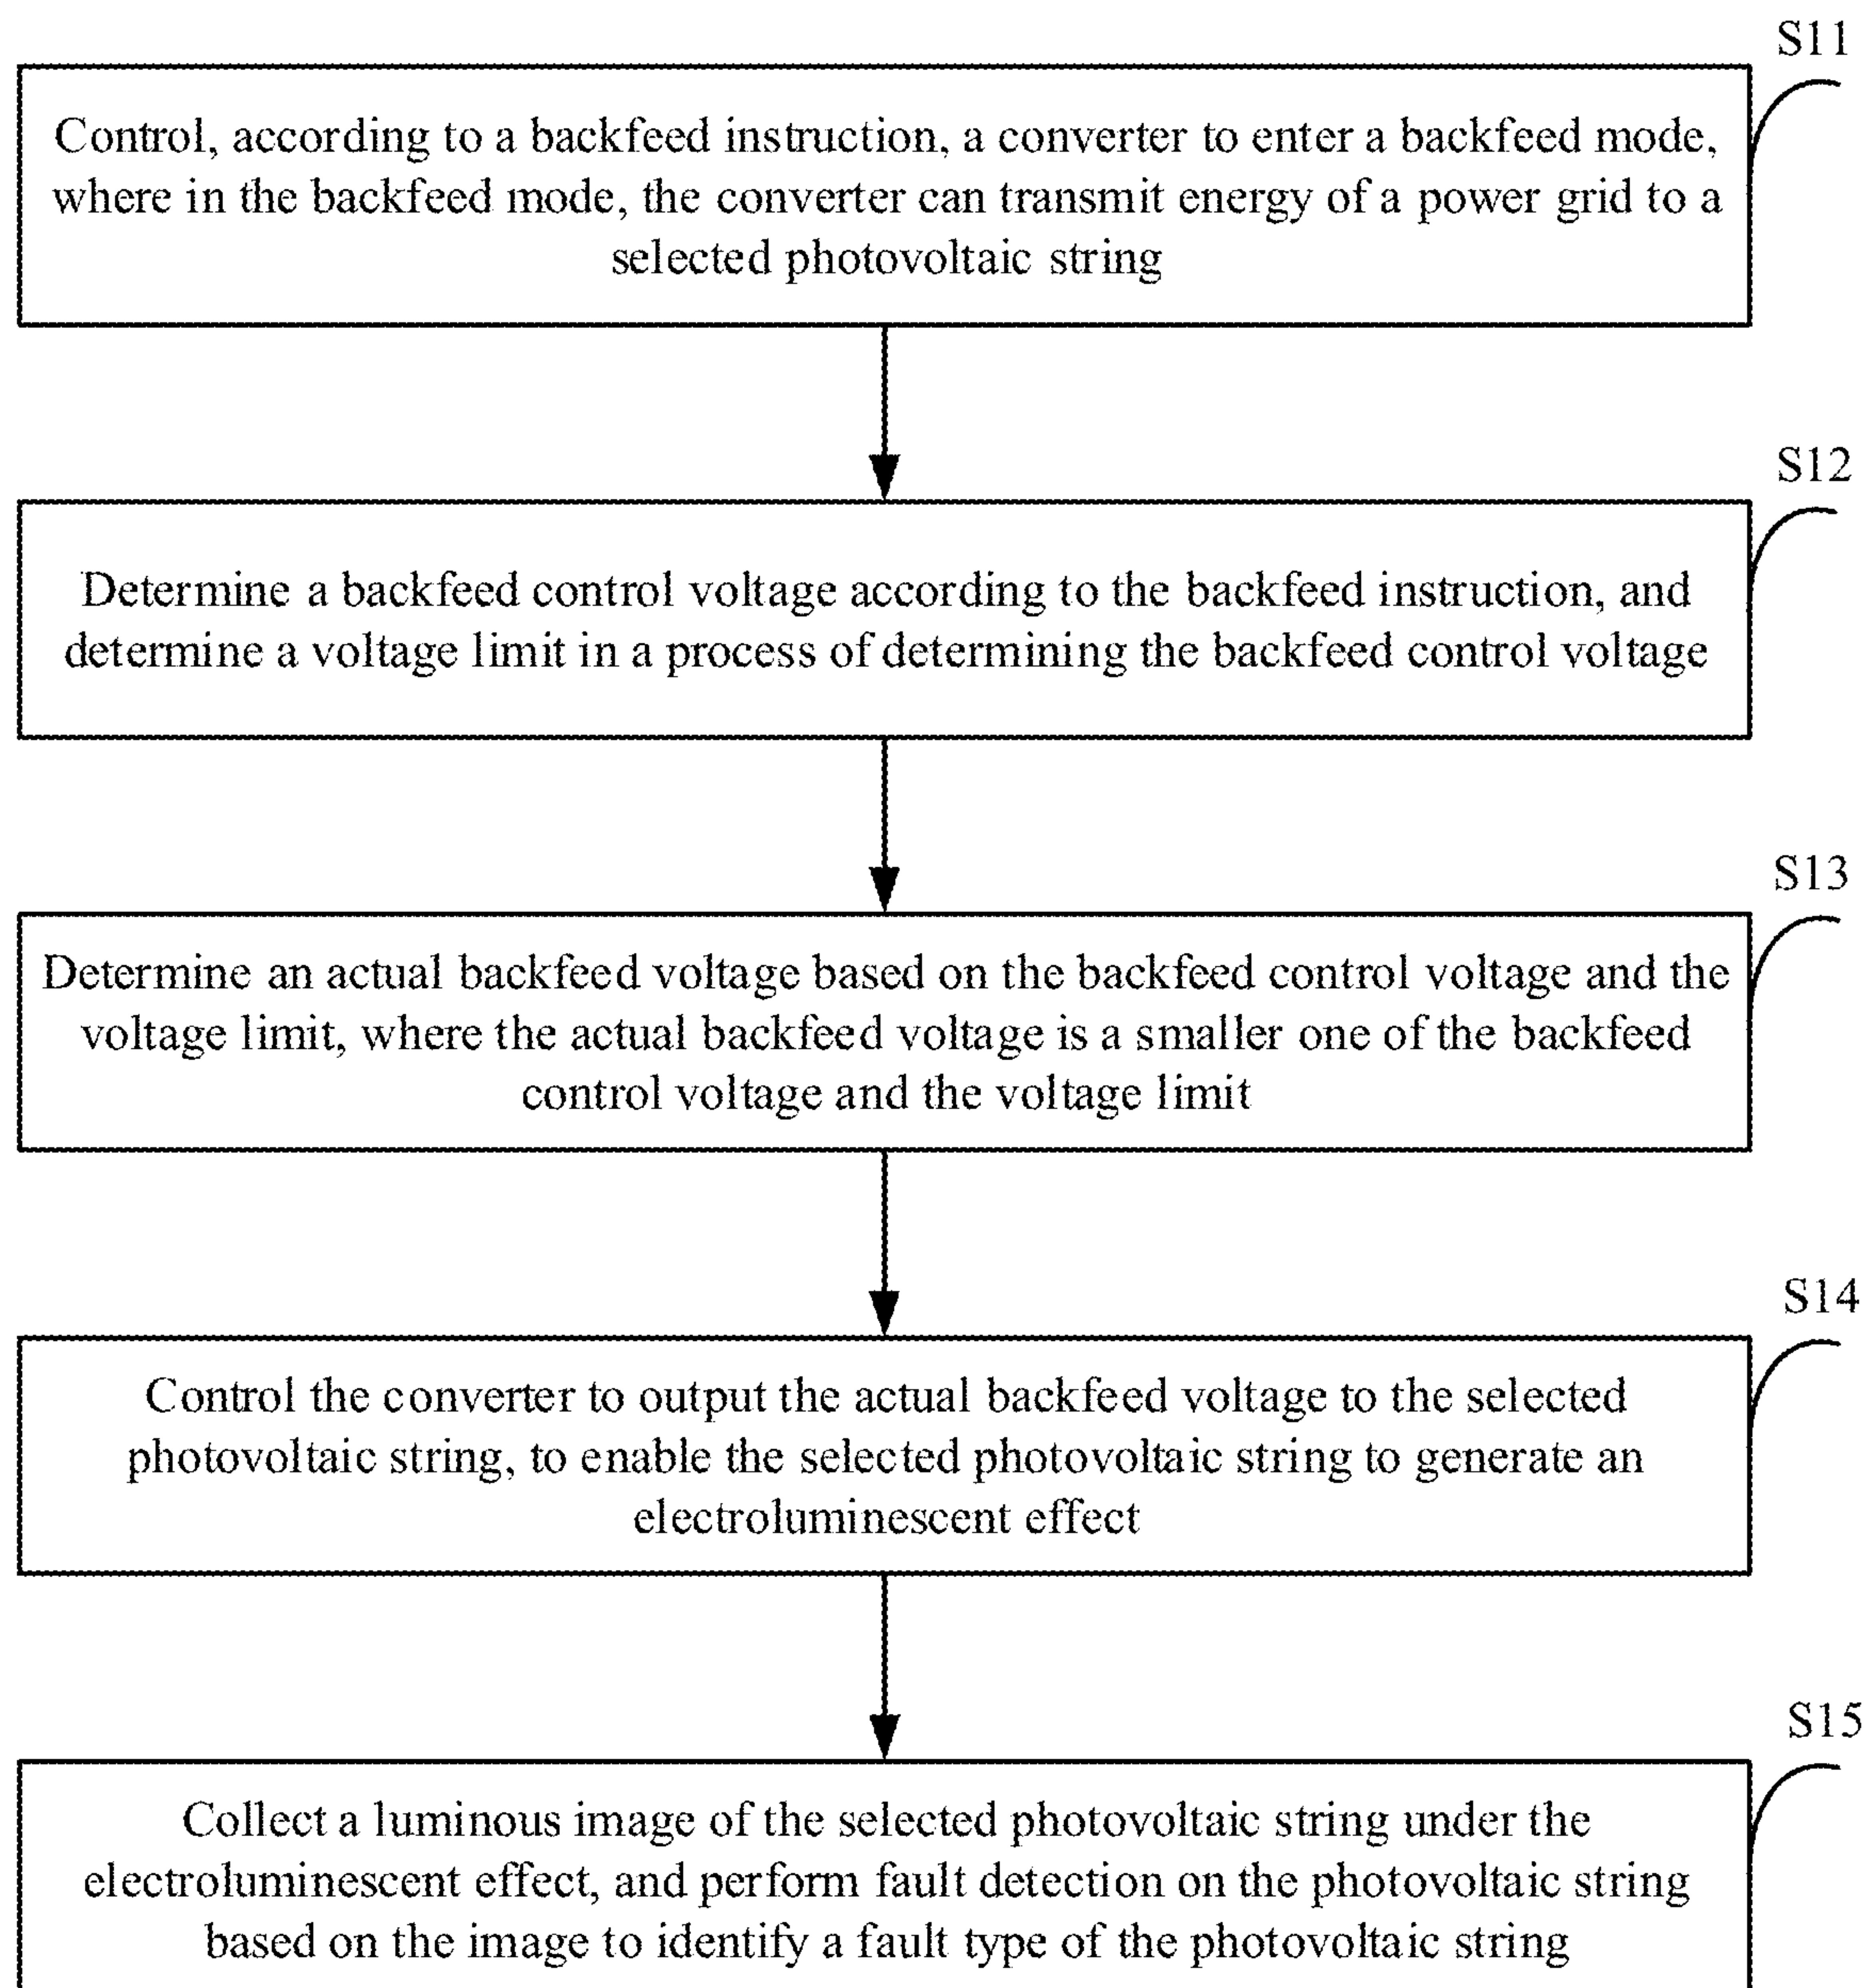 S11
Control, according to a backfeed instruction, a converter to enter a backfeed mode,
where in the backfeed mode, the converter can transmit energy of a power grid to a
selected photovoltaic string
S12
Determine a backfeed control voltage according to the backfeed instruction, and
determine a voltage limit in a process of determining the backfeed control voltage
S13
Determine an actual backfeed voltage based on the backfeed control voltage and the
voltage limit, where the actual backfeed voltage is a smaller one of the backfeed
control voltage and the voltage limit
S14
Control the converter to output the actual backfeed voltage to the selected
photovoltaic string, to enable the selected photovoltaic string to generate an
electroluminescent effect
S15
Collect a luminous image of the selected photovoltaic string under the
electroluminescent effect, and perform fault detection on the photovoltaic string
based on the image to identify a fault type of the photovoltaic string